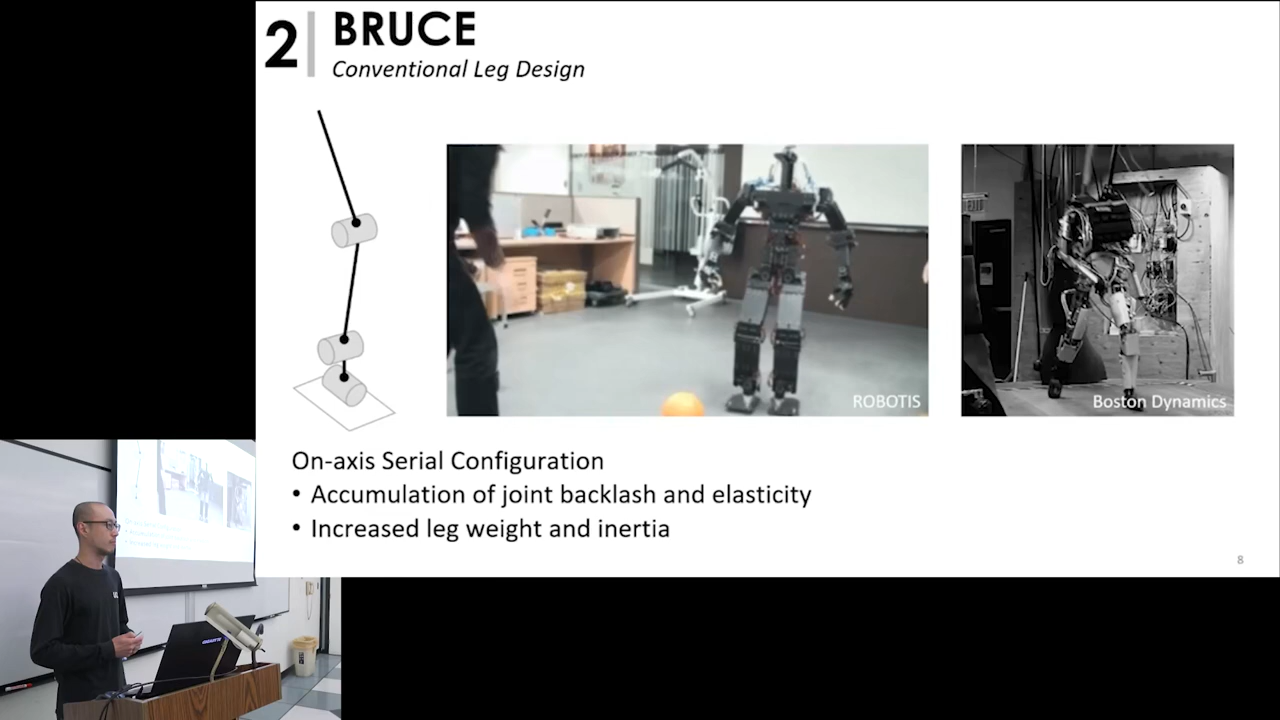 2
BRUCE
Conventional Leg Design
ROBOTIS
Boston Dynamics
On-axis Serial Configuration
• Accumulation of joint backlash and elasticity
• Increased leg weight and inertia
8